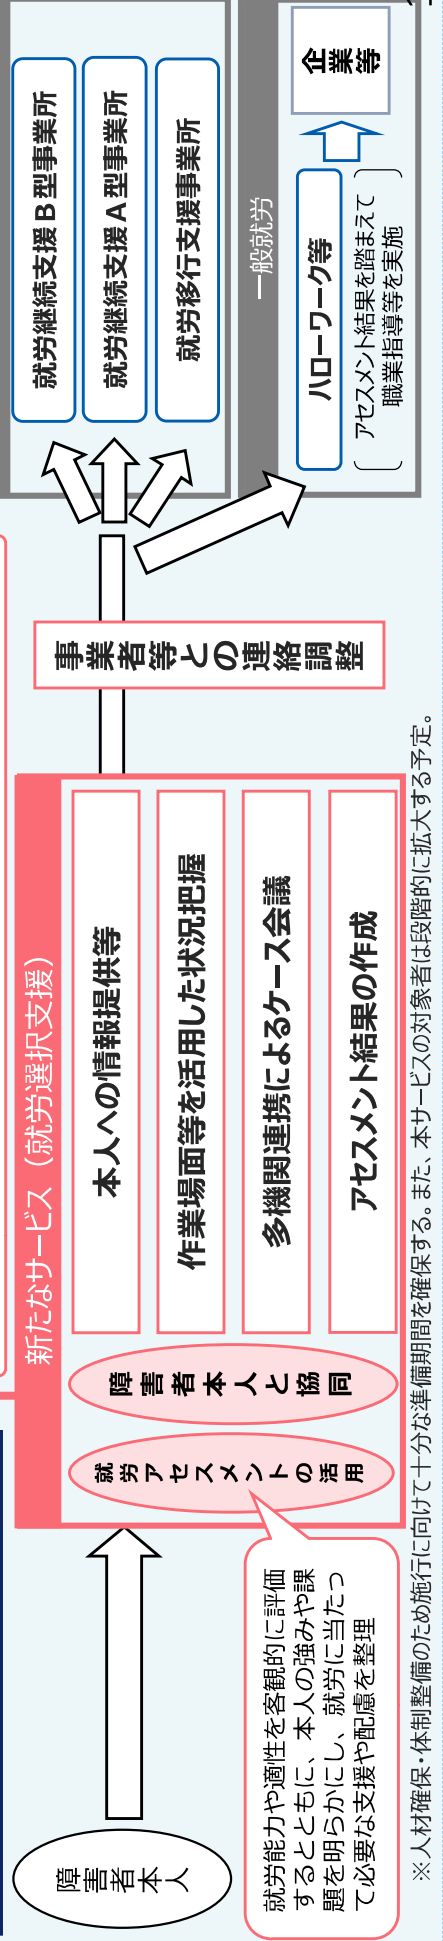 障害者本人
就労能力や適性を客観的に評価
するとともに、本人の強みや課
題を明らかにし、就労に当たっ
て必要な支援や配慮を整理
新たなサービス（就労選択支援）
就労アセスメントの活用
障害者本人と協同
本人への情報提供等
作業場面等を活用した状況把握
多機関連携によるケース会議
アセスメント結果の作成
事業者等との連絡調整
就労継続支援Ｂ型事業所
就労継続支援Ａ型事業所
就労移行支援事業所
一般就労
ハローワーク等
アセスメント結果を踏まえて
職業指導等を実施
企業等
※人材確保・体制整備のため施行に向けて十分な準備期間を確保する。また、本サービスの対象者は段階的に拡大する予定。